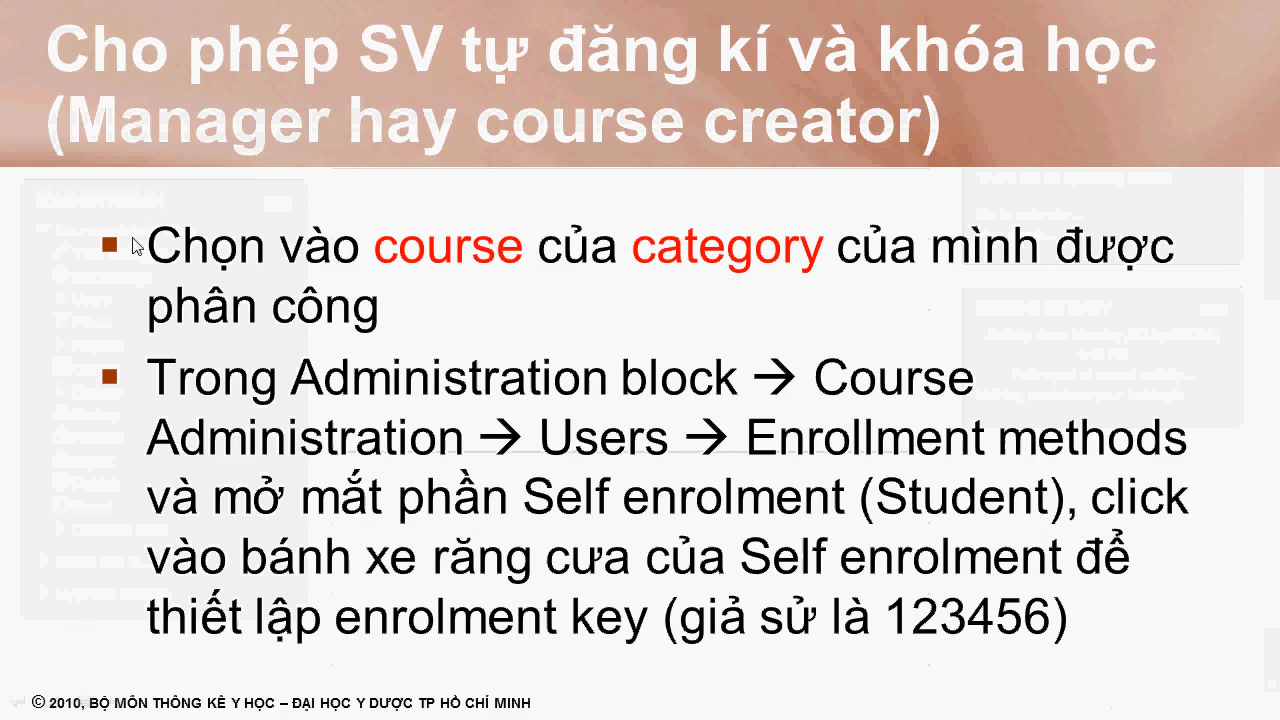 Cho phép SV tự đăng kí và khóa học
(Manager hay course creator)
Chọn vào course của category của mình được
phân công
Trong Administration block → Course
Administration → Users → Enrollment methods
và mở mắt phần Self enrolment (Student), click
vào bánh xe răng cưa của Self enrolment để
thiết lập enrolment key (giả sử là 123456)
© 2010, BỘ MÔN THỐNG KÊ Y HỌC – ĐẠI HỌC Y DƯỢC TP HỒ CHÍ MINH